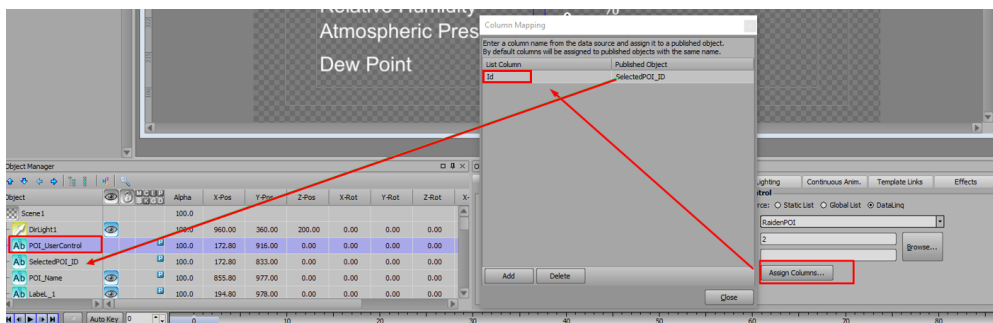 Relative Humidity
%
Atmospheric Pres
Dew Point
Column Mapping
Enter a column name from the data source and assign it to a published object.
By default columns will be assigned to published objects with the same name.
List Column Published Object
Id SelectedPOI_ID
Add Delete
Close
Object Manager
Object Alpha X-Pos Y-Pos Z-Pos X-Rot Y-Rot Z-Rot X-
Scene1 100.0
DirLight1 100.0 960.00 360.00 200.00 0.00 0.00 0.00
Ab POI_UserControl P 100.0 172.80 916.00 0.00 0.00 0.00 0.00
Ab SelectedPOI_ID P 100.0 172.80 833.00 0.00 0.00 0.00 0.00
Ab POI_Name P 100.0 855.80 977.00 0.00 0.00 0.00 0.00
Ab Label_1 P 100.0 194.80 978.00 0.00 0.00 0.00 0.00
Lighting Continuous Anim. Template Links Effects
ntrol
rce: Static List Global List DataLinq
RaidenPOI
2
Browse...
Assign Columns...
Auto Key 0
0 10 20 30 40 50 60 70 80